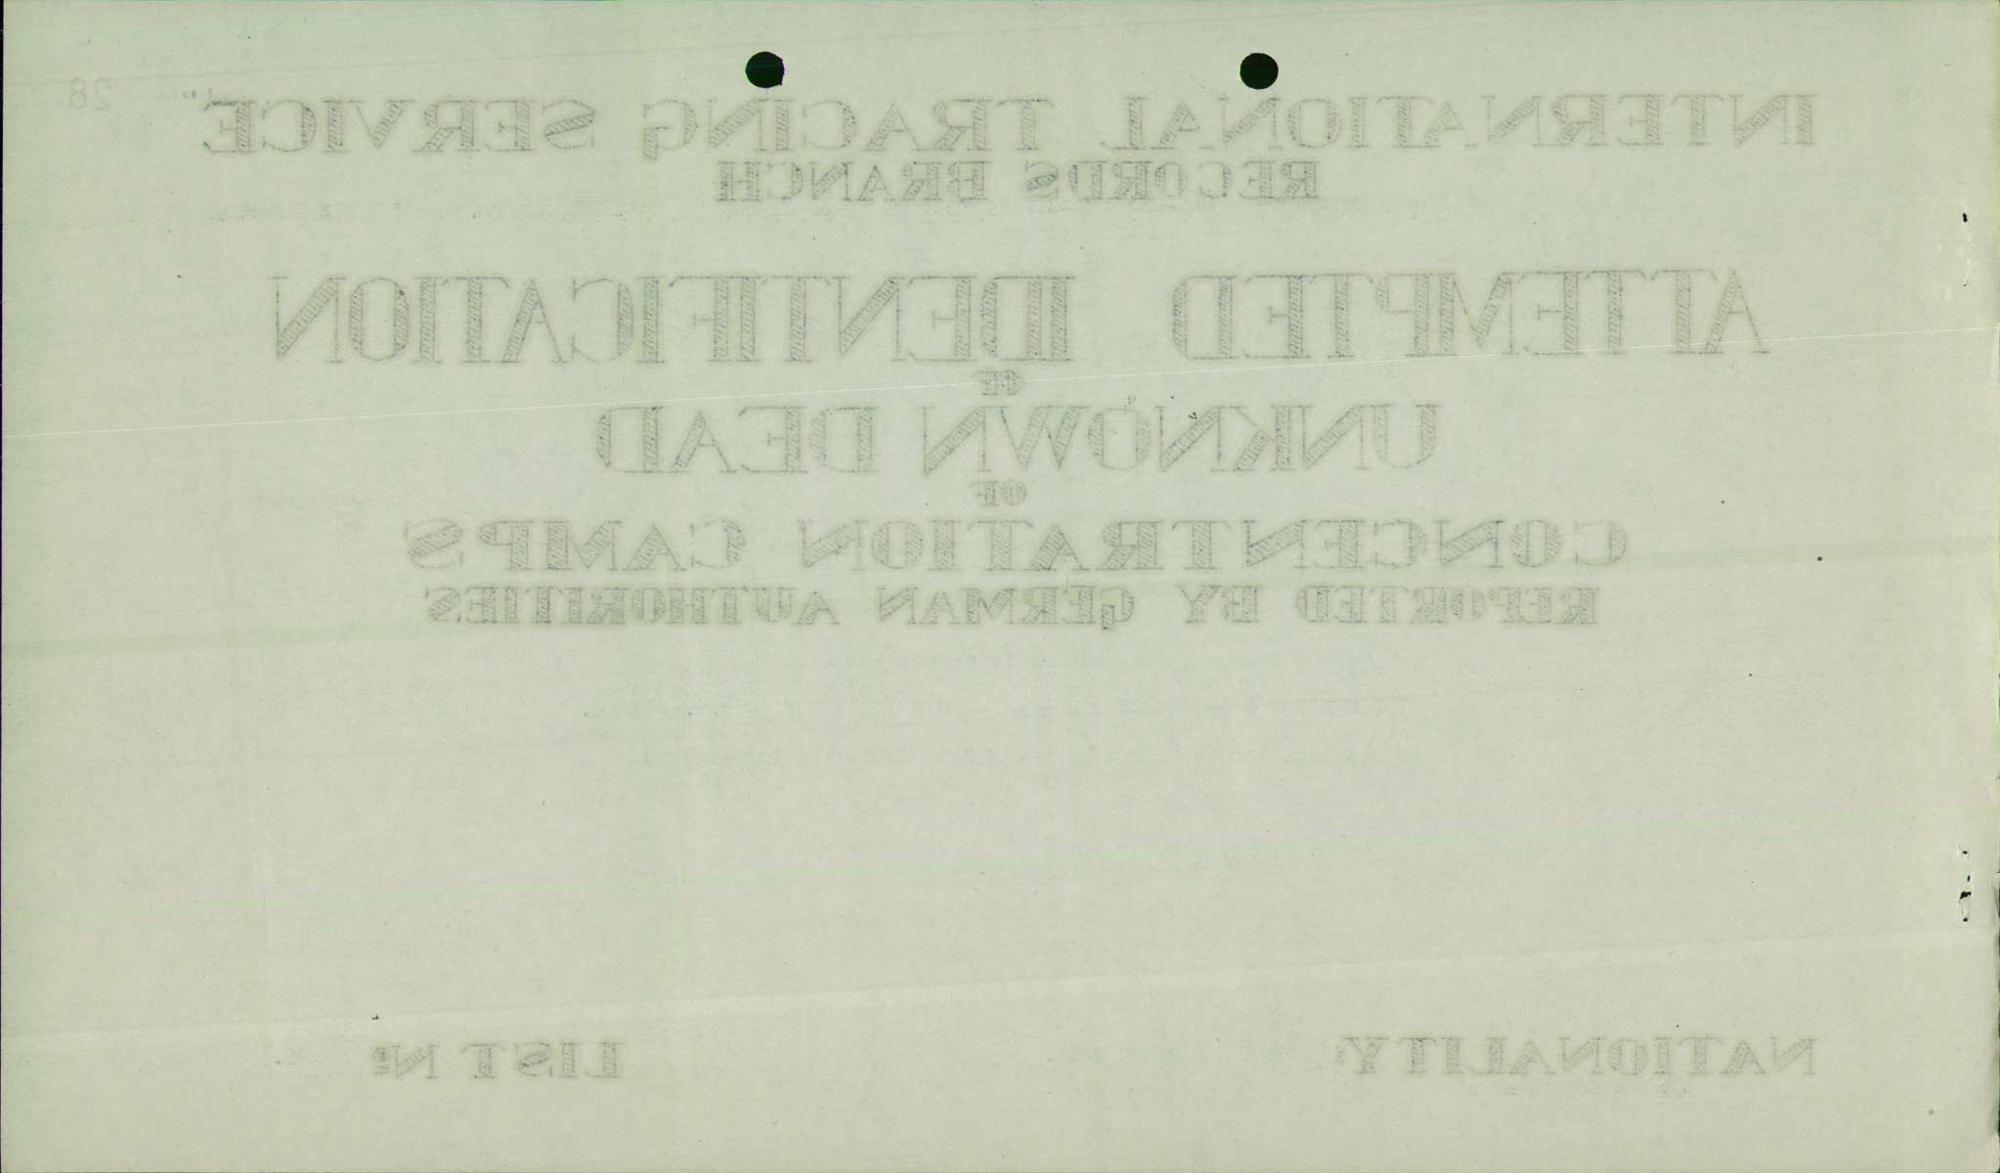 28
INTERNATIONAL TRACING SERVICE
RECORDS BRANCH
ATTEMPTED IDENTIFICATION
OF
UNKNOWN DEAD
OF
CONCENTRATION CAMPS
REPORTED BY GERMAN AUTHORITIES
NATIONALITY LIST Nº